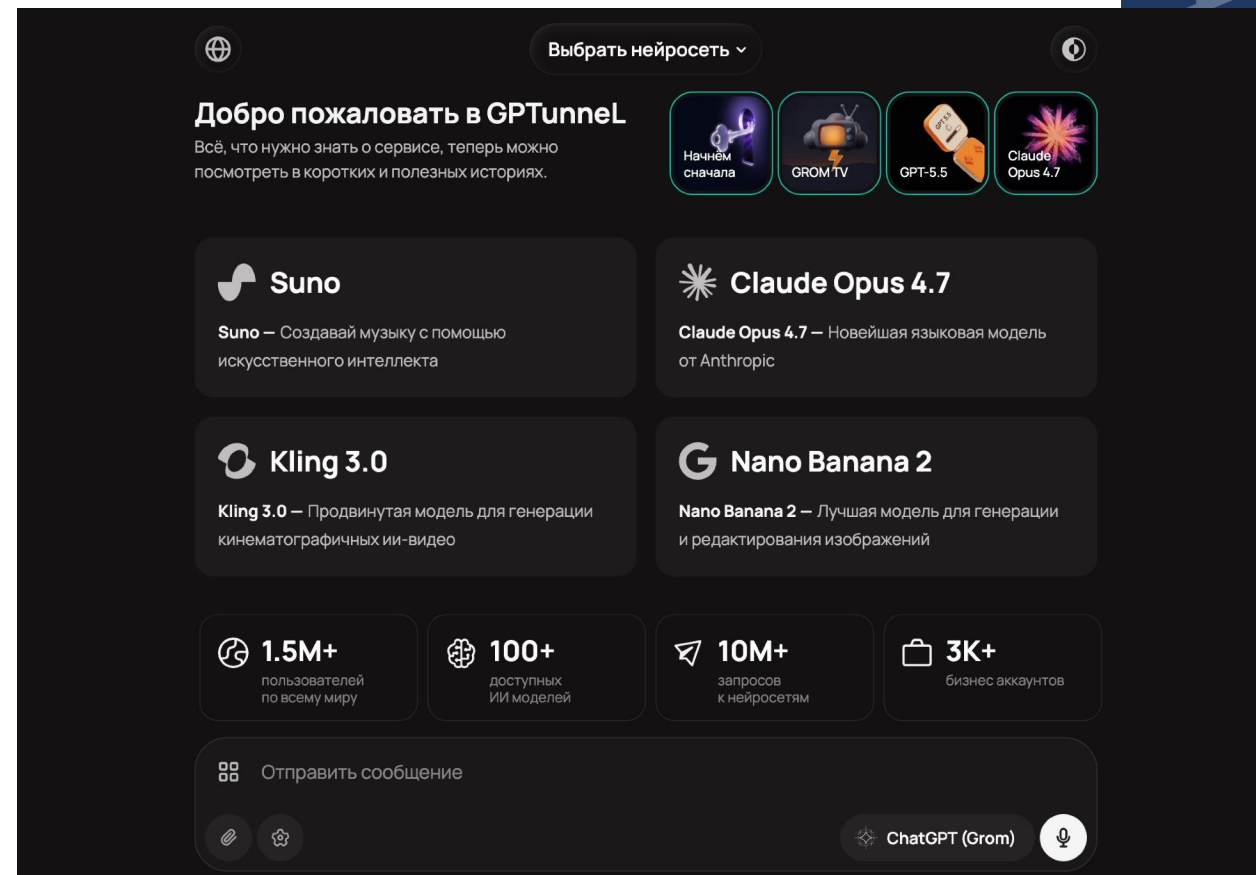 Выбрать нейросеть
Добро пожаловать в GPTunneL
Всё, что нужно знать о сервисе, теперь можно
посмотреть в коротких и полезных историях.
Начнём
сначала
GROM TV
GPT 5.5
GPT-5.5
Claude
Opus 4.7
Suno
Suno — Создавай музыку с помощью
искусственного интеллекта
Claude Opus 4.7
Claude Opus 4.7 — Новейшая языковая модель
от Anthropic
Kling 3.0
Kling 3.0 — Продвинутая модель для генерации
кинематографичных ии-видео
Nano Banana 2
Nano Banana 2 — Лучшая модель для генерации
и редактирования изображений
1.5M+
пользователей
по всему миру
100+
доступных
ИИ моделей
10M+
запросов
к нейросетям
3K+
бизнес аккаунтов
Отправить сообщение
ChatGPT (Grom)